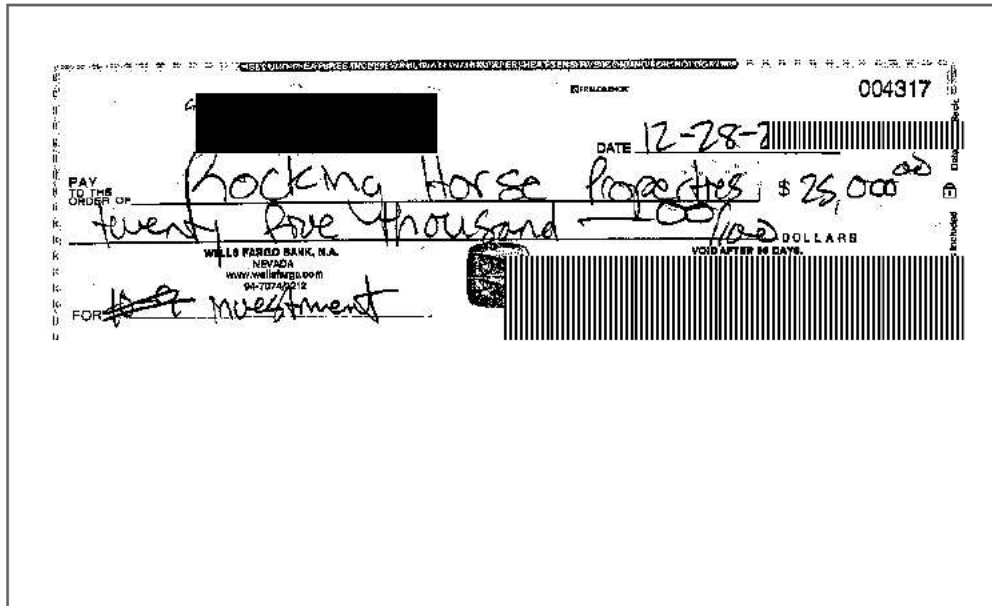 004317
DATE 12-28-2
PAY TO THE ORDER OF Rocking Horse Properties $ 25,000 00
twenty five thousand — 00/100 DOLLARS
WELLS FARGO BANK, N.A.
NEVADA
www.wellsfargo.com
VOID AFTER DAYS.
FOR investment
Included